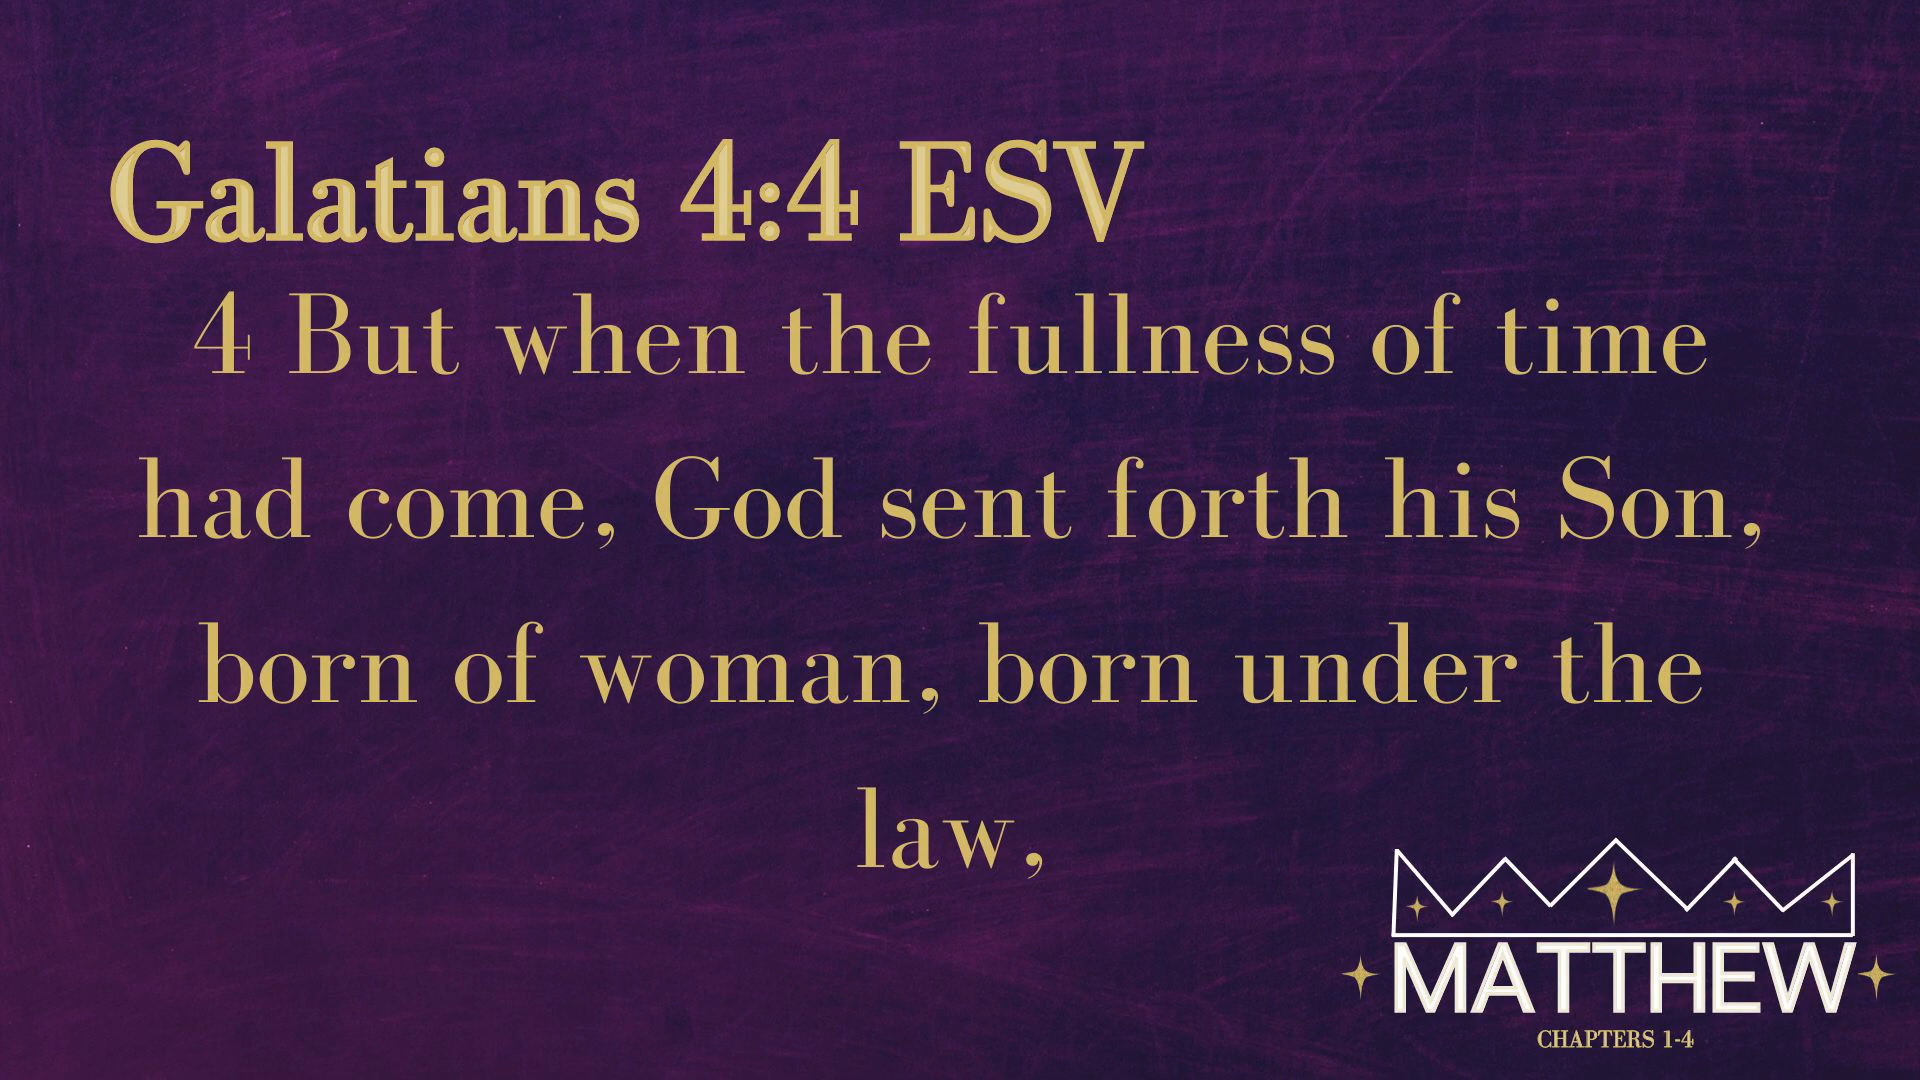 Galatians 4:4 ESV
4 But when the fullness of time
had come, God sent forth his Son,
born of woman, born under the
law,
MATTHEW
CHAPTERS 1-4